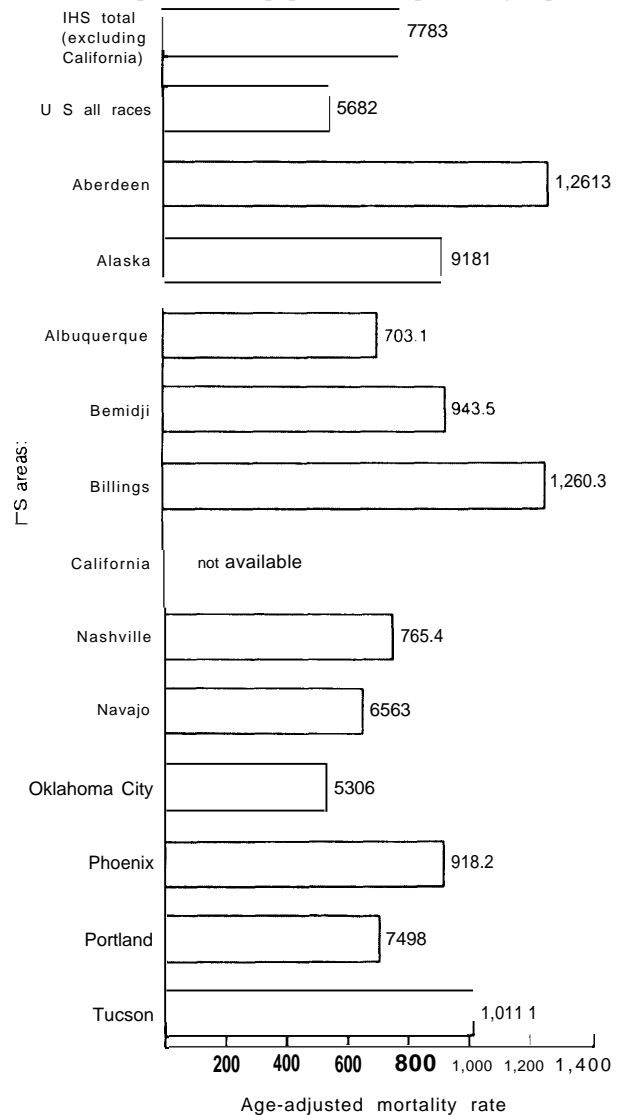 IHS total
(excluding
California)
7783
U S all races
5682
Aberdeen
1,2613
Alaska
9181
Albuquerque
703.1
Bemidji
943.5
Billings
1,260.3
S areas:
California
not available
Nashville
765.4
Navajo
6563
Oklahoma City
5306
Phoenix
918.2
Portland
7498
Tucson
1,011 1
200 400 600 800 1,000 1,200 1,400
Age-adjusted mortality rate